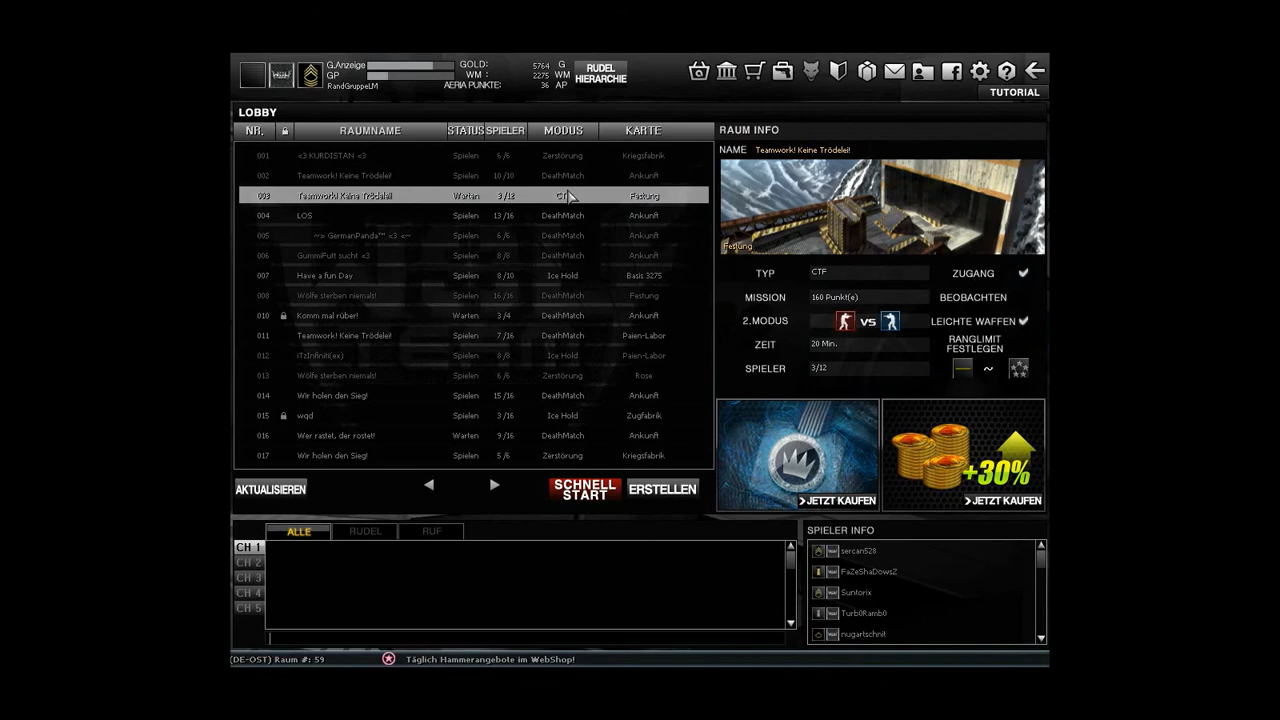 G.Anzeige GOLD: 5764 G
GP WM : 2275 WM
RandGruppeLM AERIA PUNKTE: 36 AP
RUDEL
HIERARCHIE
TUTORIAL
LOBBY
NR. RAUMNAME STATUS SPIELER MODUS KARTE
001 <3 KURDISTAN <3 Spielen 6 /6 Zerstörung Kriegsfabrik
002 Teamwork! Keine Trödelei! Spielen 10 /10 DeathMatch Ankunft
003 Teamwork! Keine Trödelei! Warten 3 /12 CTF Festung
004 LOS Spielen 13 /16 DeathMatch Ankunft
005 ~> GermanPanda™ <3 <~ Spielen 6 /6 DeathMatch Ankunft
006 GummiFutt sucht <3 Spielen 8 /8 DeathMatch Ankunft
007 Have a fun Day Spielen 8 /10 Ice Hold Basis 3275
008 Wölfe sterben niemals! Spielen 16 /16 DeathMatch Festung
010 Komm mal rüber! Warten 3 /4 DeathMatch Ankunft
011 Teamwork! Keine Trödelei! Spielen 7 /16 DeathMatch Paien-Labor
012 iTzInfiniti(ex) Spielen 8 /8 Ice Hold Paien-Labor
013 Wölfe sterben niemals! Spielen 6 /6 Zerstörung Rose
014 Wir holen den Sieg! Spielen 15 /16 DeathMatch Ankunft
015 wqd Spielen 3 /16 Ice Hold Zugfabrik
016 Wer rastet, der rostet! Warten 9 /16 DeathMatch Ankunft
017 Wir holen den Sieg! Spielen 5 /6 Zerstörung Kriegsfabrik
AKTUALISIEREN
SCHNELL
START
ERSTELLEN
RAUM INFO
NAME Teamwork! Keine Trödelei!
Festung
TYP CTF ZUGANG
MISSION 160 Punkt(e) BEOBACHTEN
2.MODUS VS LEICHTE WAFFEN
ZEIT 20 Min. RANGLIMIT
FESTLEGEN
SPIELER 3/12 ~
>JETZT KAUFEN
+30%
>JETZT KAUFEN
ALLE RUDEL RUF
CH 1
CH 2
CH 3
CH 4
CH 5
SPIELER INFO
sercan528
FaZeShaDowsZ
Suntorix
Turb0Ramb0
nugartschnit
(DE-OST) Raum #: 59 Täglich Hammerangebote im WebShop!